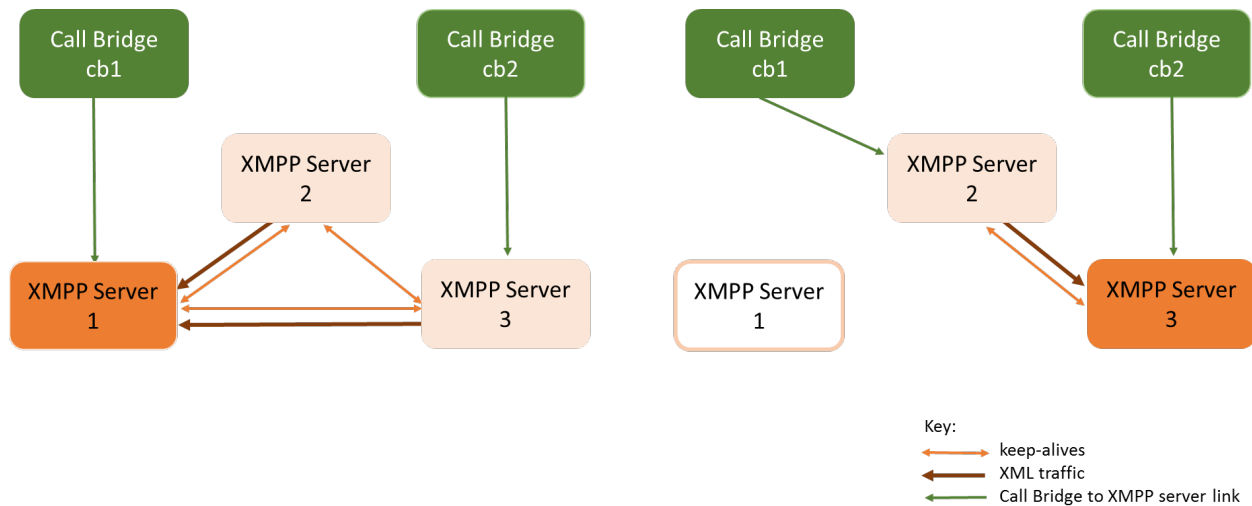 Call Bridge
cb1
Call Bridge
cb2
XMPP Server
2
XMPP Server
1
XMPP Server
3
Call Bridge
cb1
Call Bridge
cb2
XMPP Server
2
XMPP Server
1
XMPP Server
3
Key:
keep-alives
XML traffic
Call Bridge to XMPP server link